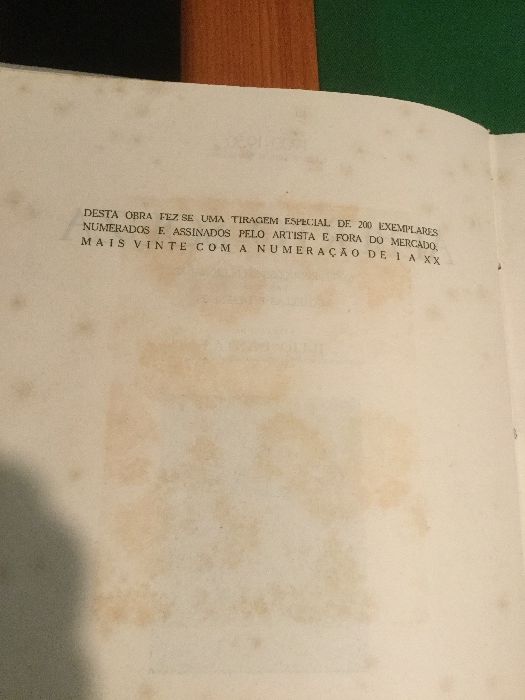 DESTA OBRA FEZ-SE UMA TIRAGEM ESPECIAL DE 200 EXEMPLARES
NUMERADOS E ASSINADOS PELO ARTISTA E FORA DO MERCADO,
MAIS VINTE COM A NUMERAÇÃO DE I A XX